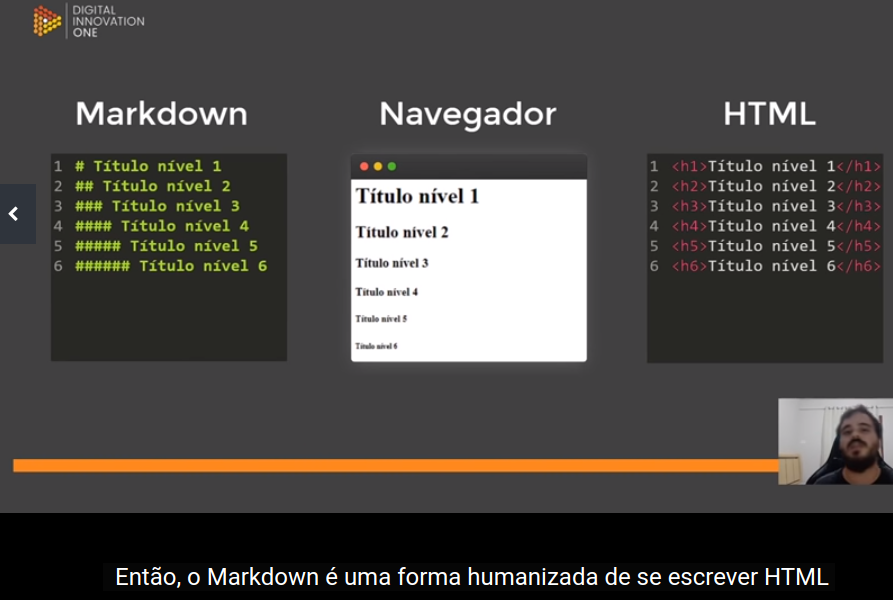 DIGITAL
INNOVATION
ONE
Markdown
1 # Título nível 1
2 ## Título nível 2
3 ### Título nível 3
4 #### Título nível 4
5 ##### Título nível 5
6 ###### Título nível 6
Navegador
Título nível 1
Título nível 2
Título nível 3
Título nível 4
Título nível 5
Título nível 6
HTML
1 <h1>Título nível 1</h1>
2 <h2>Título nível 2</h2>
3 <h3>Título nível 3</h3>
4 <h4>Título nível 4</h4>
5 <h5>Título nível 5</h5>
6 <h6>Título nível 6</h6>
Então, o Markdown é uma forma humanizada de se escrever HTML